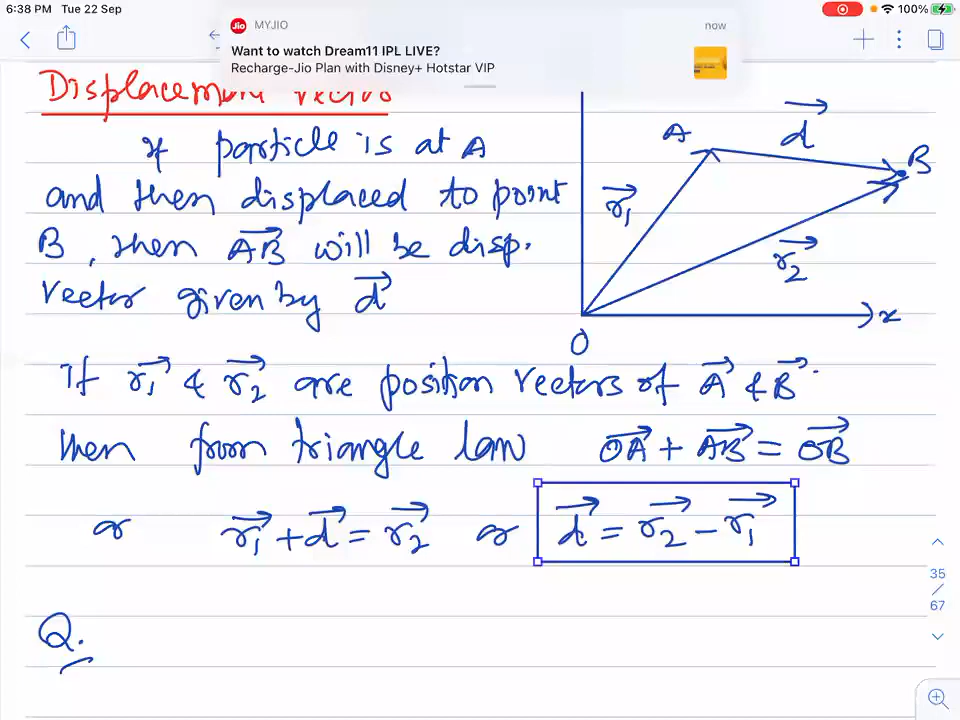 6:38 PM Tue 22 Sep
100%
Jio MYJIO now
Want to watch Dream11 IPL LIVE?
Recharge-Jio Plan with Disney+ Hotstar VIP
Displacement vector
If particle is at A
and then displaced to point
B, then AB⃗ will be disp.
Vector given by d⃗
A
d⃗
B
r₁⃗
r₂⃗
x
O
If r₁⃗ & r₂⃗ are position vectors of A⃗ & B⃗.
then from triangle law OA⃗ + AB⃗ = OB⃗
or r₁⃗ + d⃗ = r₂⃗ or d⃗ = r₂⃗ - r₁⃗
35
/
67
Q.